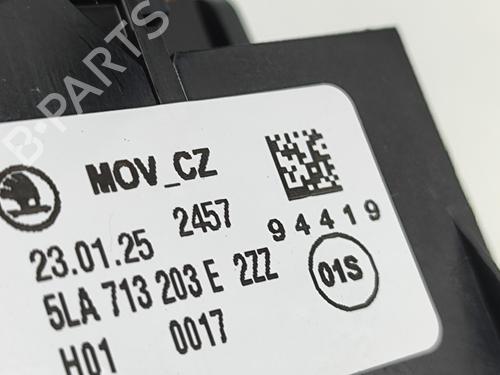 B-PARTS
MOV_CZ
23.01.25 2457
94419
5LA 713 203 E 2ZZ
01S
H01 0017